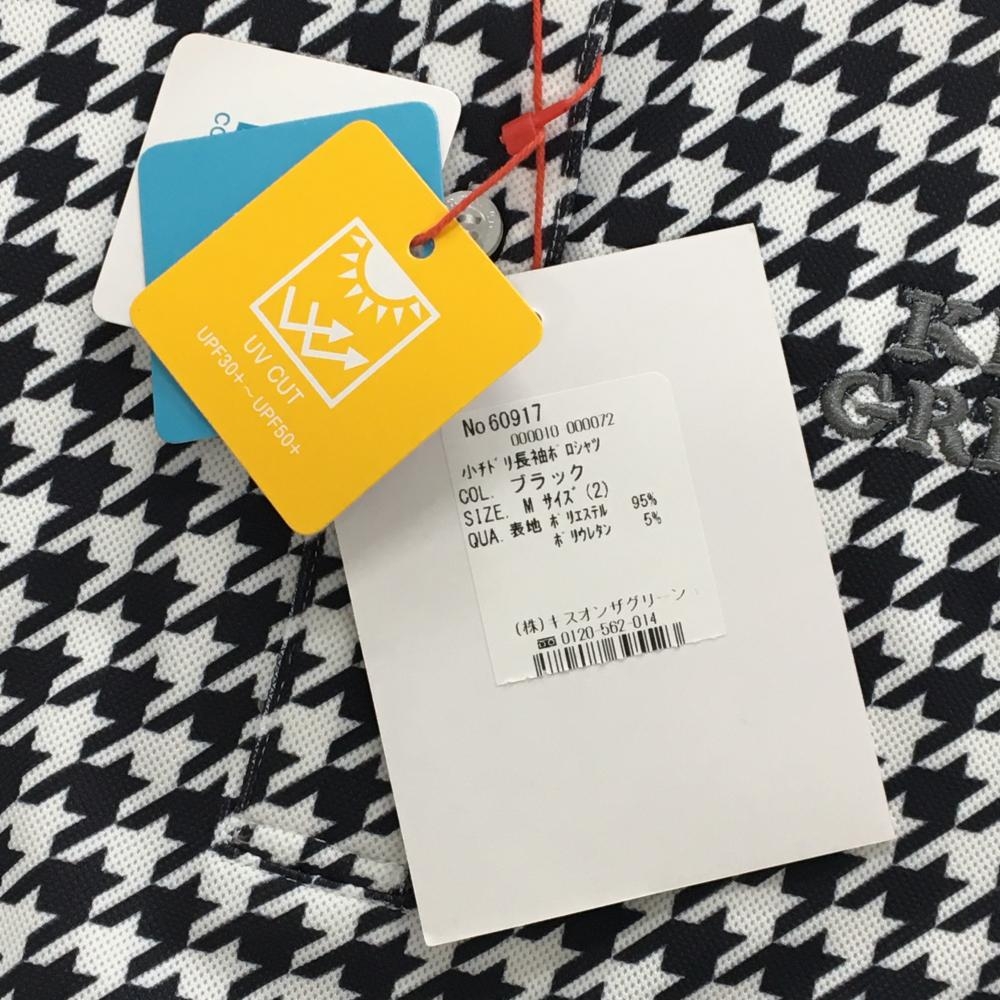 CO
UV CUT
UPF30+～UPF50+
No 60917
000010 000072
小チドリ長袖ポロシャツ
COL. ブラック
SIZE. M サイズ (2)
QUA. 表地 ポリエステル 95%
ポリウレタン 5%
(株)キスオンザグリーン
0120-562-014
K
GR